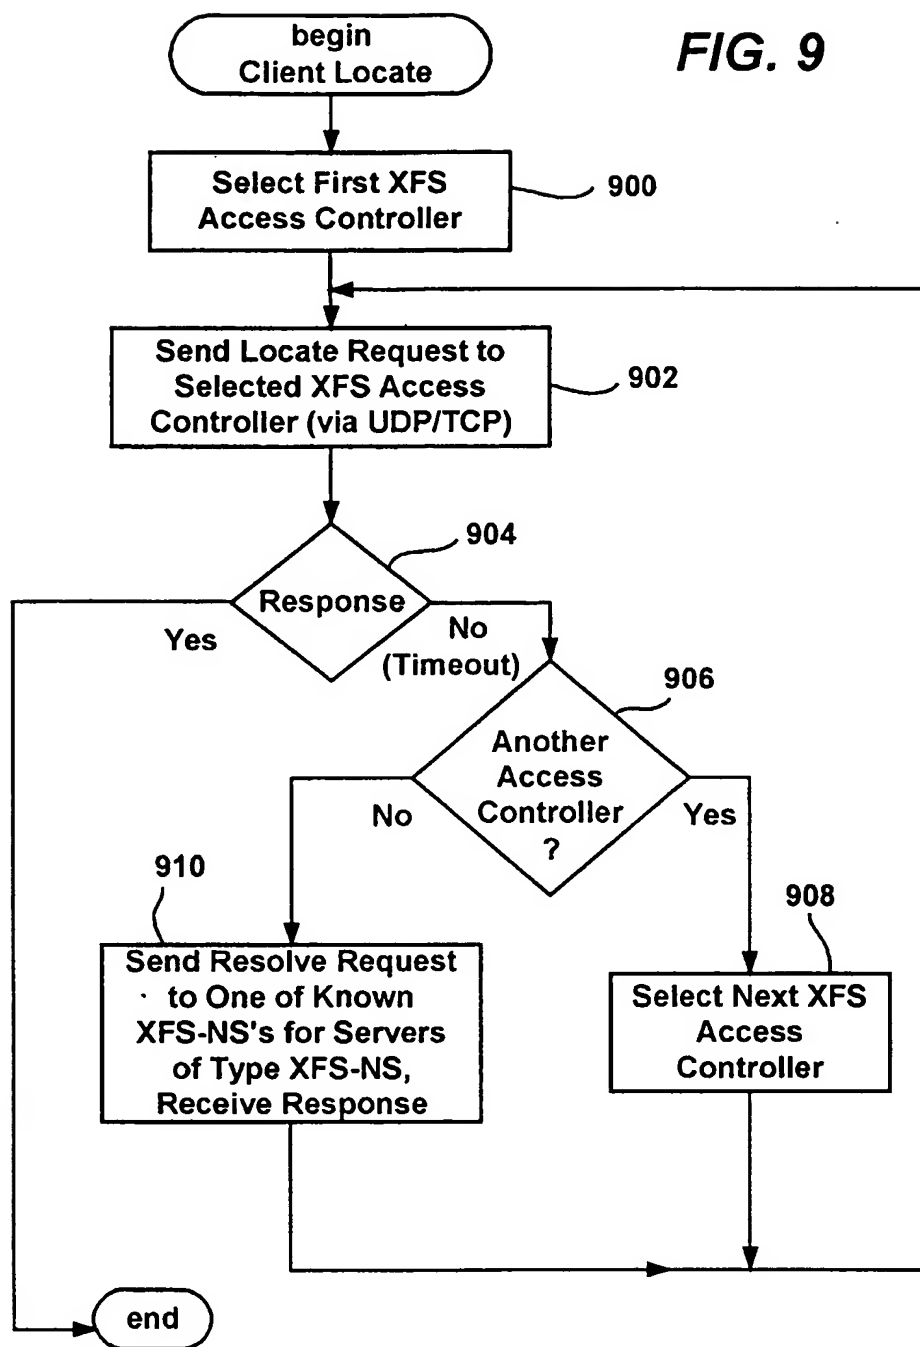 begin
Client Locate
FIG. 9
Select First XFS
Access Controller
900
Send Locate Request to
Selected XFS Access
Controller (via UDP/TCP)
902
904
Response
Yes
No
(Timeout)
906
Another
Access
Controller
?
No
Yes
910
Send Resolve Request
to One of Known
XFS-NS's for Servers
of Type XFS-NS,
Receive Response
908
Select Next XFS
Access
Controller
end